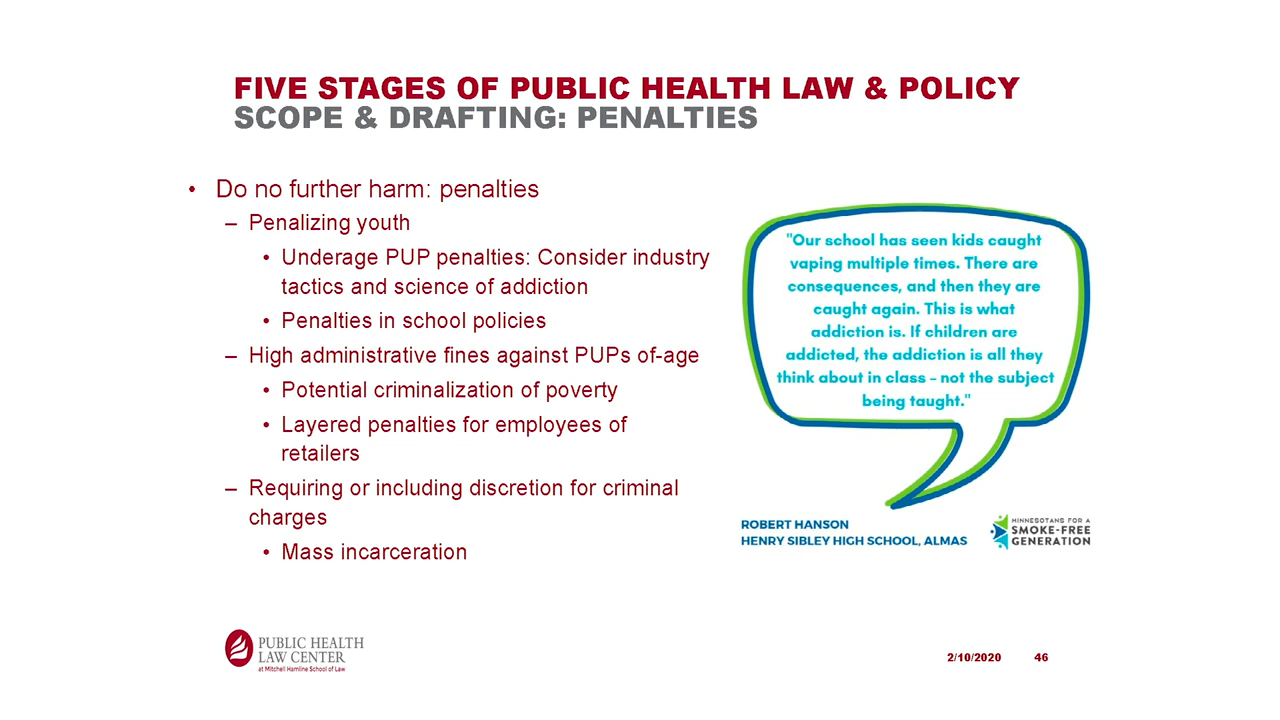 FIVE STAGES OF PUBLIC HEALTH LAW & POLICY
SCOPE & DRAFTING: PENALTIES
• Do no further harm: penalties
– Penalizing youth
• Underage PUP penalties: Consider industry
tactics and science of addiction
• Penalties in school policies
– High administrative fines against PUPs of-age
• Potential criminalization of poverty
• Layered penalties for employees of
retailers
– Requiring or including discretion for criminal
charges
• Mass incarceration
"Our school has seen kids caught
vaping multiple times. There are
consequences, and then they are
caught again. This is what
addiction is. If children are
addicted, the addiction is all they
think about in class – not the subject
being taught."
ROBERT HANSON
HENRY SIBLEY HIGH SCHOOL, ALMAS
MINNESOTANS FOR A
SMOKE-FREE
GENERATION
PUBLIC HEALTH
LAW CENTER
at Mitchell Hamline School of Law
2/10/2020 46